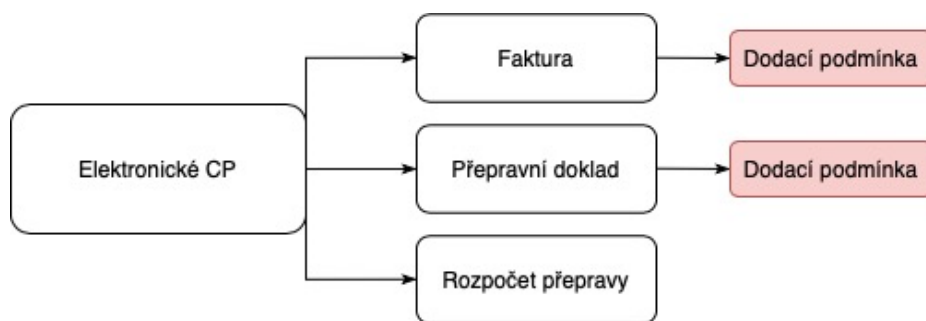 Elektronické CP
Faktura
Dodací podmínka
Přepravní doklad
Dodací podmínka
Rozpočet přepravy